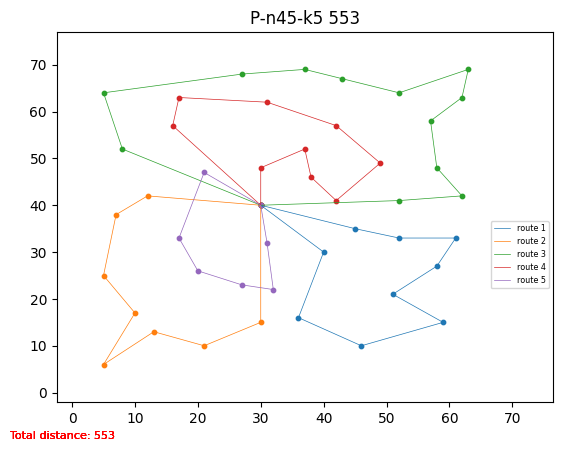 P-n45-k5 553
70
60
50
40
30
20
10
0
0 10 20 30 40 50 60 70
route 1
route 2
route 3
route 4
route 5
Total distance: 553